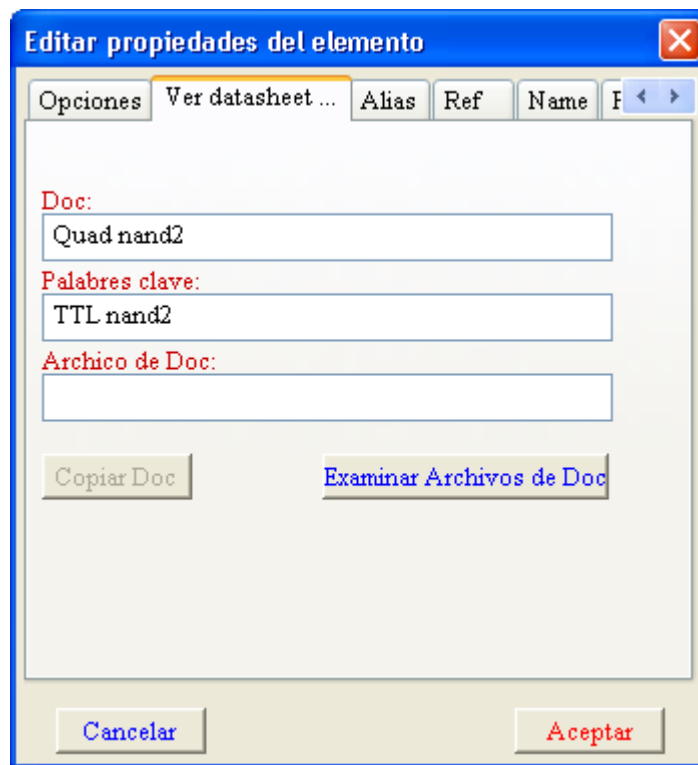 Editar propiedades del elemento
Opciones Ver datasheet ... Alias Ref Name
Doc:
Quad nand2
Palabres clave:
TTL nand2
Archico de Doc:
Copiar Doc Examinar Archivos de Doc
Cancelar Aceptar